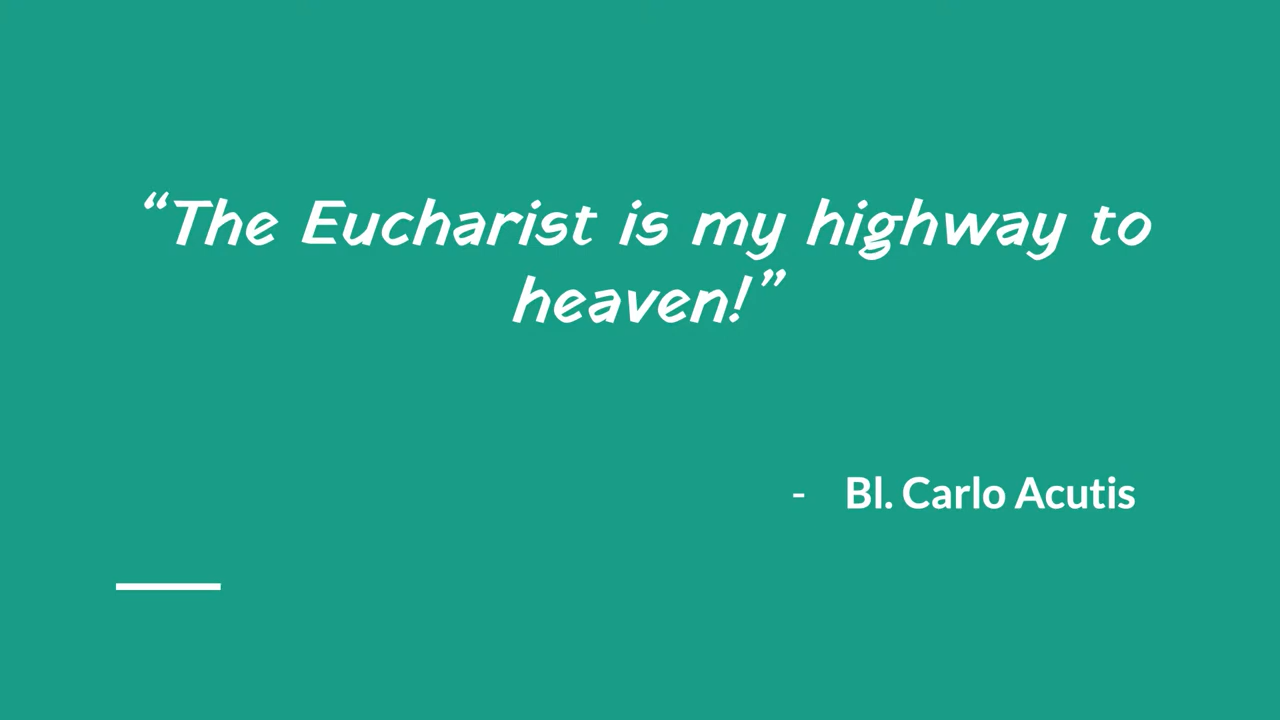 “The Eucharist is my highway to
heaven!”
- Bl. Carlo Acutis